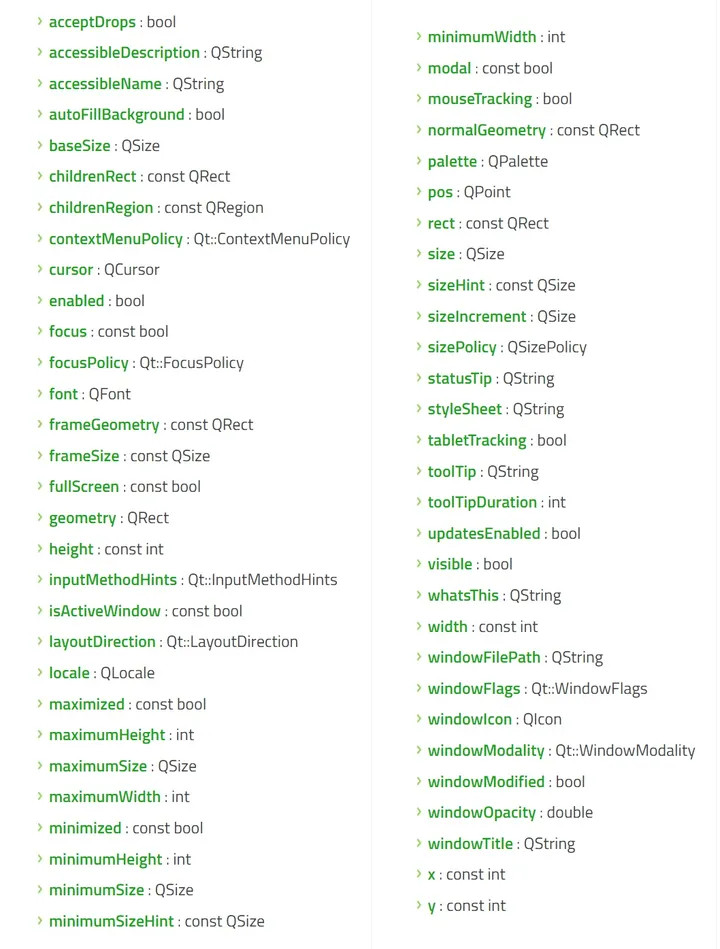 › acceptDrops : bool
› accessibleDescription : QString
› accessibleName : QString
› autoFillBackground : bool
› baseSize : QSize
› childrenRect : const QRect
› childrenRegion : const QRegion
› contextMenuPolicy : Qt::ContextMenuPolicy
› cursor : QCursor
› enabled : bool
› focus : const bool
› focusPolicy : Qt::FocusPolicy
› font : QFont
› frameGeometry : const QRect
› frameSize : const QSize
› fullScreen : const bool
› geometry : QRect
› height : const int
› inputMethodHints : Qt::InputMethodHints
› isActiveWindow : const bool
› layoutDirection : Qt::LayoutDirection
› locale : QLocale
› maximized : const bool
› maximumHeight : int
› maximumSize : QSize
› maximumWidth : int
› minimized : const bool
› minimumHeight : int
› minimumSize : QSize
› minimumSizeHint : const QSize
› minimumWidth : int
› modal : const bool
› mouseTracking : bool
› normalGeometry : const QRect
› palette : QPalette
› pos : QPoint
› rect : const QRect
› size : QSize
› sizeHint : const QSize
› sizeIncrement : QSize
› sizePolicy : QSizePolicy
› statusTip : QString
› styleSheet : QString
› tabletTracking : bool
› toolTip : QString
› toolTipDuration : int
› updatesEnabled : bool
› visible : bool
› whatsThis : QString
› width : const int
› windowFilePath : QString
› windowFlags : Qt::WindowFlags
› windowIcon : QIcon
› windowModality : Qt::WindowModality
› windowModified : bool
› windowOpacity : double
› windowTitle : QString
› x : const int
› y : const int